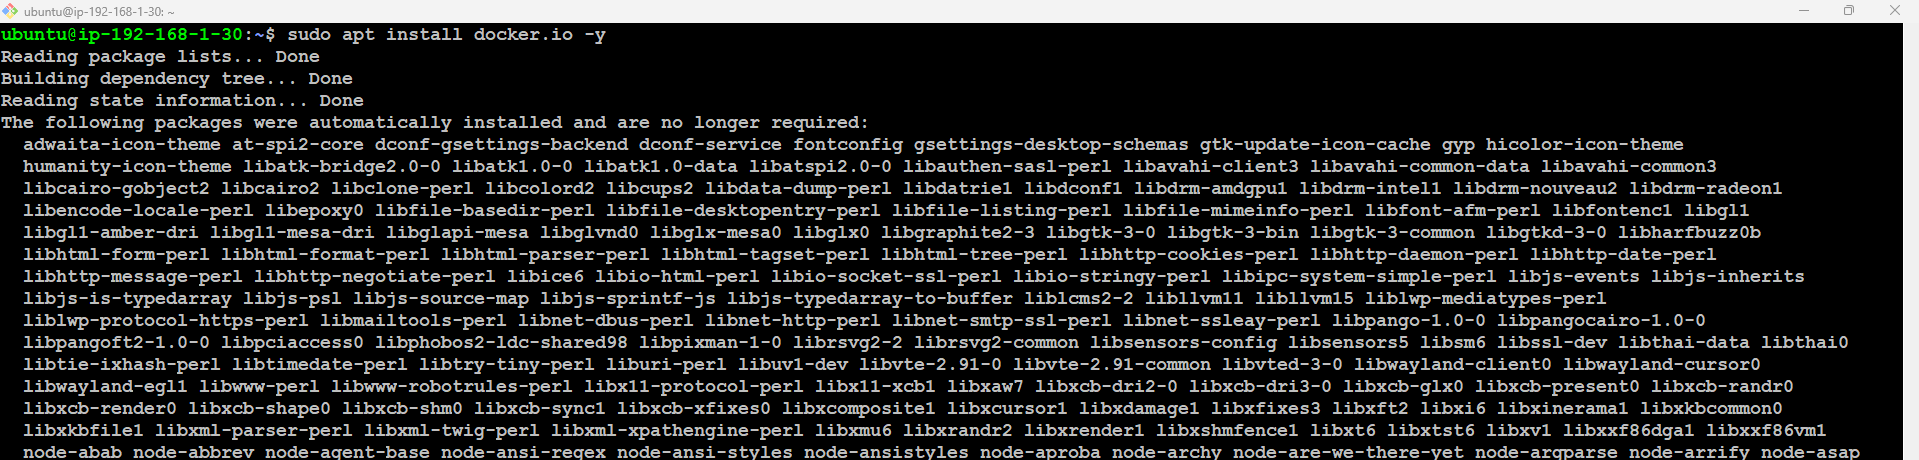 ubuntu@ip-192-168-1-30: ~
ubuntu@ip-192-168-1-30:~$ sudo apt install docker.io -y
Reading package lists... Done
Building dependency tree... Done
Reading state information... Done
The following packages were automatically installed and are no longer required:
  adwaita-icon-theme at-spi2-core dconf-gsettings-backend dconf-service fontconfig gsettings-desktop-schemas gtk-update-icon-cache gyp hicolor-icon-theme
  humanity-icon-theme libatk-bridge2.0-0 libatk1.0-0 libatk1.0-data libatspi2.0-0 libauthen-sasl-perl libavahi-client3 libavahi-common-data libavahi-common3
  libcairo-gobject2 libcairo2 libclone-perl libcolord2 libcups2 libdata-dump-perl libdatrie1 libdconf1 libdrm-amdgpu1 libdrm-intel1 libdrm-nouveau2 libdrm-radeon1
  libencode-locale-perl libepoxy0 libfile-basedir-perl libfile-desktopentry-perl libfile-listing-perl libfile-mimeinfo-perl libfont-afm-perl libfontenc1 libgl1
  libgl1-amber-dri libgl1-mesa-dri libglapi-mesa libglvnd0 libglx-mesa0 libglx0 libgraphite2-3 libgtk-3-0 libgtk-3-bin libgtk-3-common libgtkd-3-0 libharfbuzz0b
  libhtml-form-perl libhtml-format-perl libhtml-parser-perl libhtml-tagset-perl libhtml-tree-perl libhttp-cookies-perl libhttp-daemon-perl libhttp-date-perl
  libhttp-message-perl libhttp-negotiate-perl libice6 libio-html-perl libio-socket-ssl-perl libio-stringy-perl libipc-system-simple-perl libjs-events libjs-inherits
  libjs-is-typedarray libjs-psl libjs-source-map libjs-sprintf-js libjs-typedarray-to-buffer liblcms2-2 libllvm11 libllvm15 liblwp-mediatypes-perl
  liblwp-protocol-https-perl libmailtools-perl libnet-dbus-perl libnet-http-perl libnet-smtp-ssl-perl libnet-ssleay-perl libpango-1.0-0 libpangocairo-1.0-0
  libpangoft2-1.0-0 libpciaccess0 libphobos2-ldc-shared98 libpixman-1-0 librsvg2-2 librsvg2-common libsensors-config libsensors5 libsm6 libssl-dev libthai-data libthai0
  libtie-ixhash-perl libtimedate-perl libtry-tiny-perl liburi-perl libuv1-dev libvte-2.91-0 libvte-2.91-common libvted-3-0 libwayland-client0 libwayland-cursor0
  libwayland-egl1 libwww-perl libwww-robotrules-perl libx11-protocol-perl libx11-xcb1 libxaw7 libxcb-dri2-0 libxcb-dri3-0 libxcb-glx0 libxcb-present0 libxcb-randr0
  libxcb-render0 libxcb-shape0 libxcb-shm0 libxcb-sync1 libxcb-xfixes0 libxcomposite1 libxcursor1 libxdamage1 libxfixes3 libxft2 libxi6 libxinerama1 libxkbcommon0
  libxkbfile1 libxml-parser-perl libxml-twig-perl libxml-xpathengine-perl libxmu6 libxrandr2 libxrender1 libxshmfence1 libxt6 libxtst6 libxv1 libxxf86dga1 libxxf86vm1
  node-abab node-abbrev node-agent-base node-ansi-regex node-ansi-styles node-ansistyles node-aproba node-archy node-are-we-there-yet node-argparse node-arrify node-asap